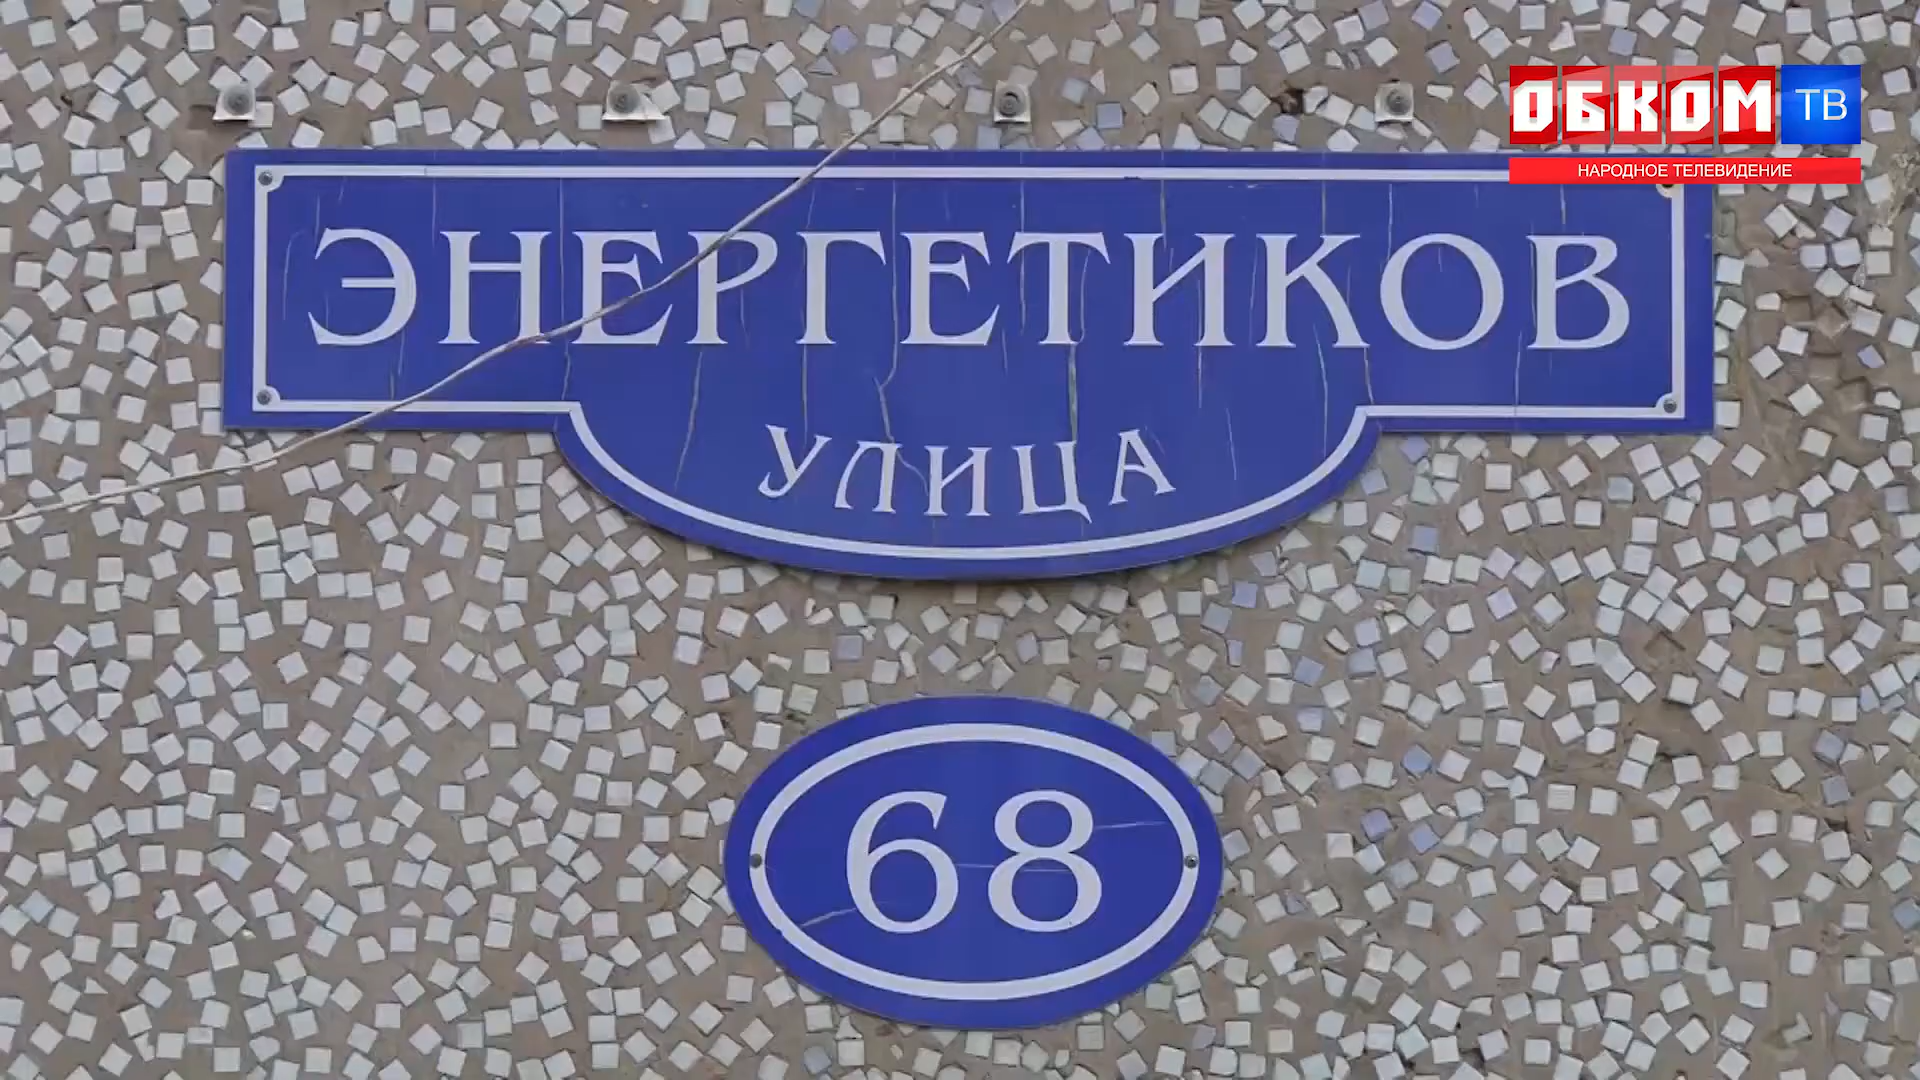 ОБКОМ ТВ
НАРОДНОЕ ТЕЛЕВИДЕНИЕ
ЭНЕРГЕТИКОВ
УЛИЦА
68